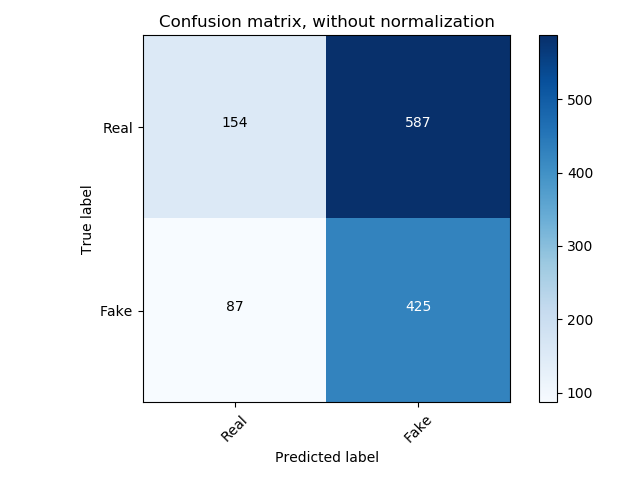 Confusion matrix, without normalization
True label
Real
154
587
Fake
87
425
Real
Fake
Predicted label
500
400
300
200
100